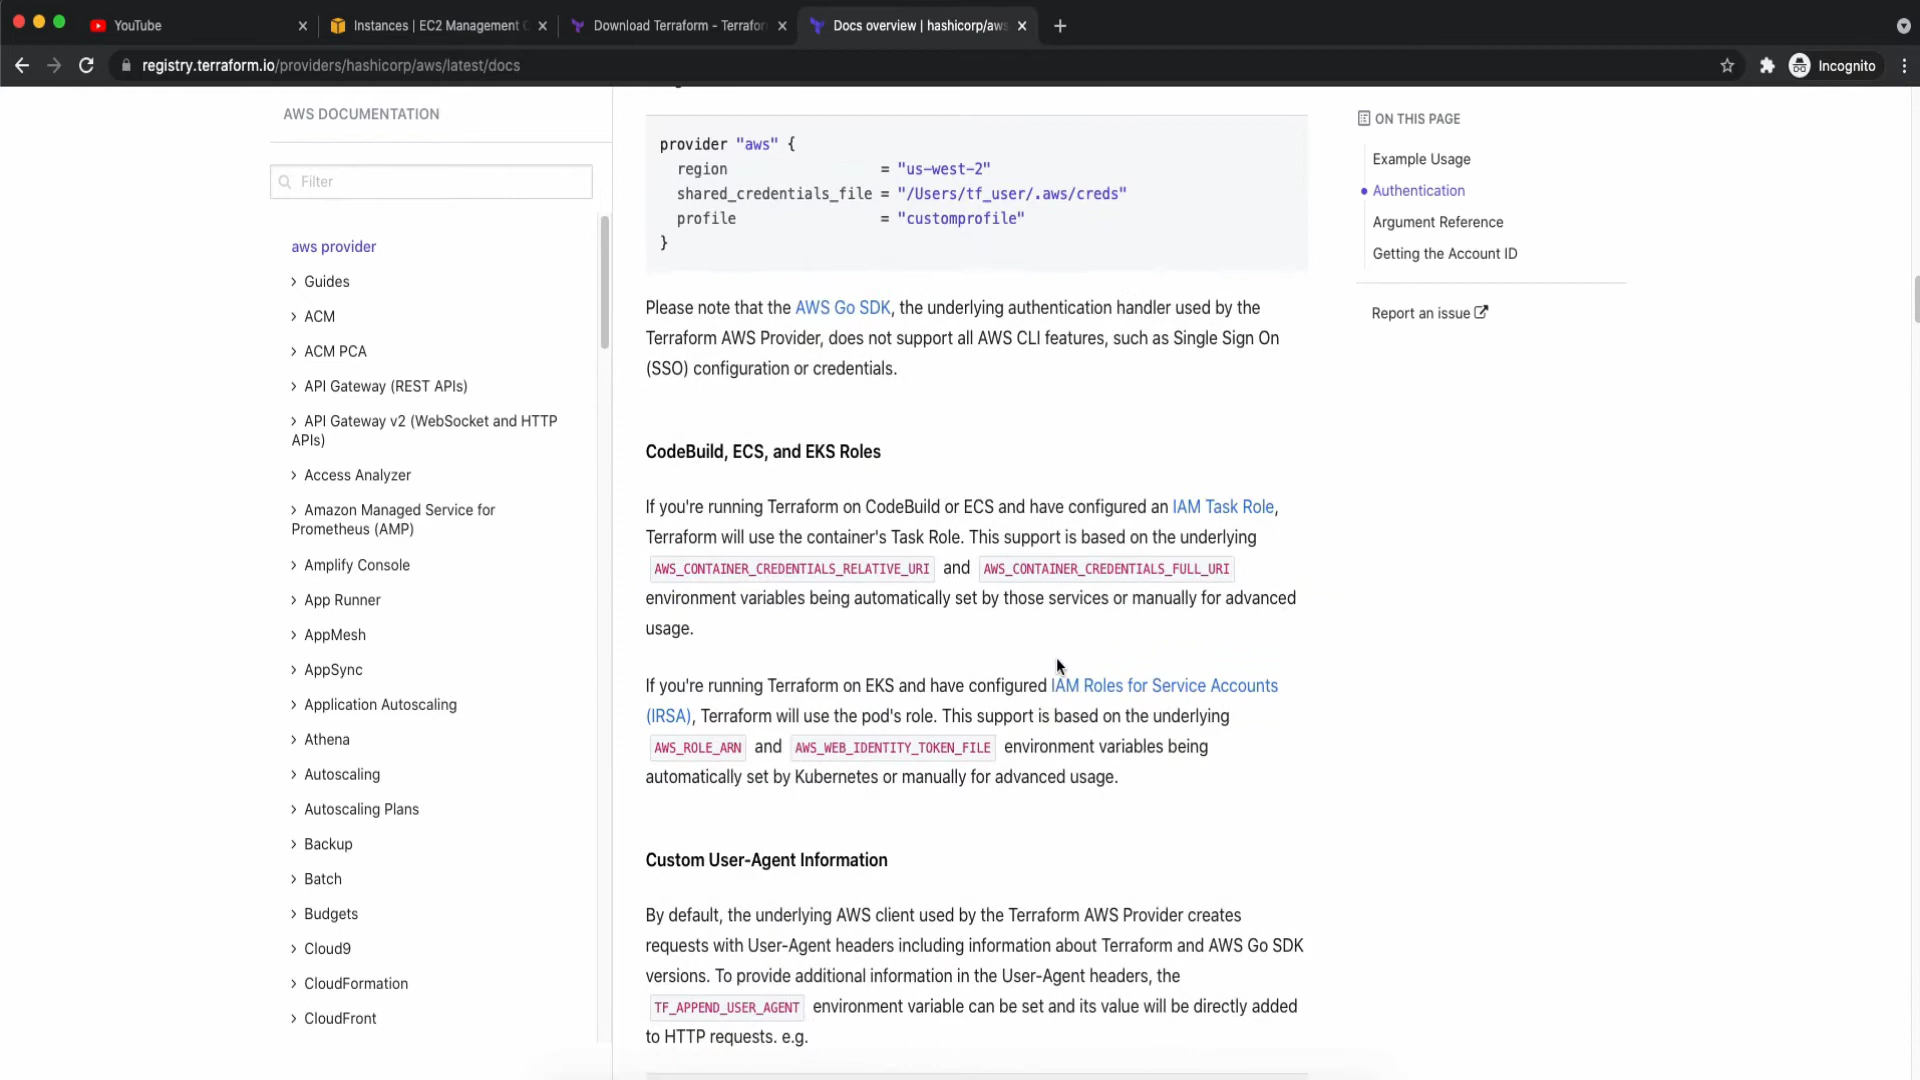 YouTube
Instances | EC2 Management C
Download Terraform - Terrafor
Docs overview | hashicorp/aws
registry.terraform.io/providers/hashicorp/aws/latest/docs
Incognito
AWS DOCUMENTATION
Filter
aws provider
Guides
ACM
ACM PCA
API Gateway (REST APIs)
API Gateway v2 (WebSocket and HTTP
APIs)
Access Analyzer
Amazon Managed Service for
Prometheus (AMP)
Amplify Console
App Runner
AppMesh
AppSync
Application Autoscaling
Athena
Autoscaling
Autoscaling Plans
Backup
Batch
Budgets
Cloud9
CloudFormation
CloudFront
provider "aws" {
region = "us-west-2"
shared_credentials_file = "/Users/tf_user/.aws/creds"
profile = "customprofile"
}
Please note that the AWS Go SDK, the underlying authentication handler used by the
Terraform AWS Provider, does not support all AWS CLI features, such as Single Sign On
(SSO) configuration or credentials.
CodeBuild, ECS, and EKS Roles
If you're running Terraform on CodeBuild or ECS and have configured an IAM Task Role,
Terraform will use the container's Task Role. This support is based on the underlying
AWS_CONTAINER_CREDENTIALS_RELATIVE_URI and AWS_CONTAINER_CREDENTIALS_FULL_URI
environment variables being automatically set by those services or manually for advanced
usage.
If you're running Terraform on EKS and have configured IAM Roles for Service Accounts
(IRSA), Terraform will use the pod's role. This support is based on the underlying
AWS_ROLE_ARN and AWS_WEB_IDENTITY_TOKEN_FILE environment variables being
automatically set by Kubernetes or manually for advanced usage.
Custom User-Agent Information
By default, the underlying AWS client used by the Terraform AWS Provider creates
requests with User-Agent headers including information about Terraform and AWS Go SDK
versions. To provide additional information in the User-Agent headers, the
TF_APPEND_USER_AGENT environment variable can be set and its value will be directly added
to HTTP requests. e.g.
ON THIS PAGE
Example Usage
Authentication
Argument Reference
Getting the Account ID
Report an issue